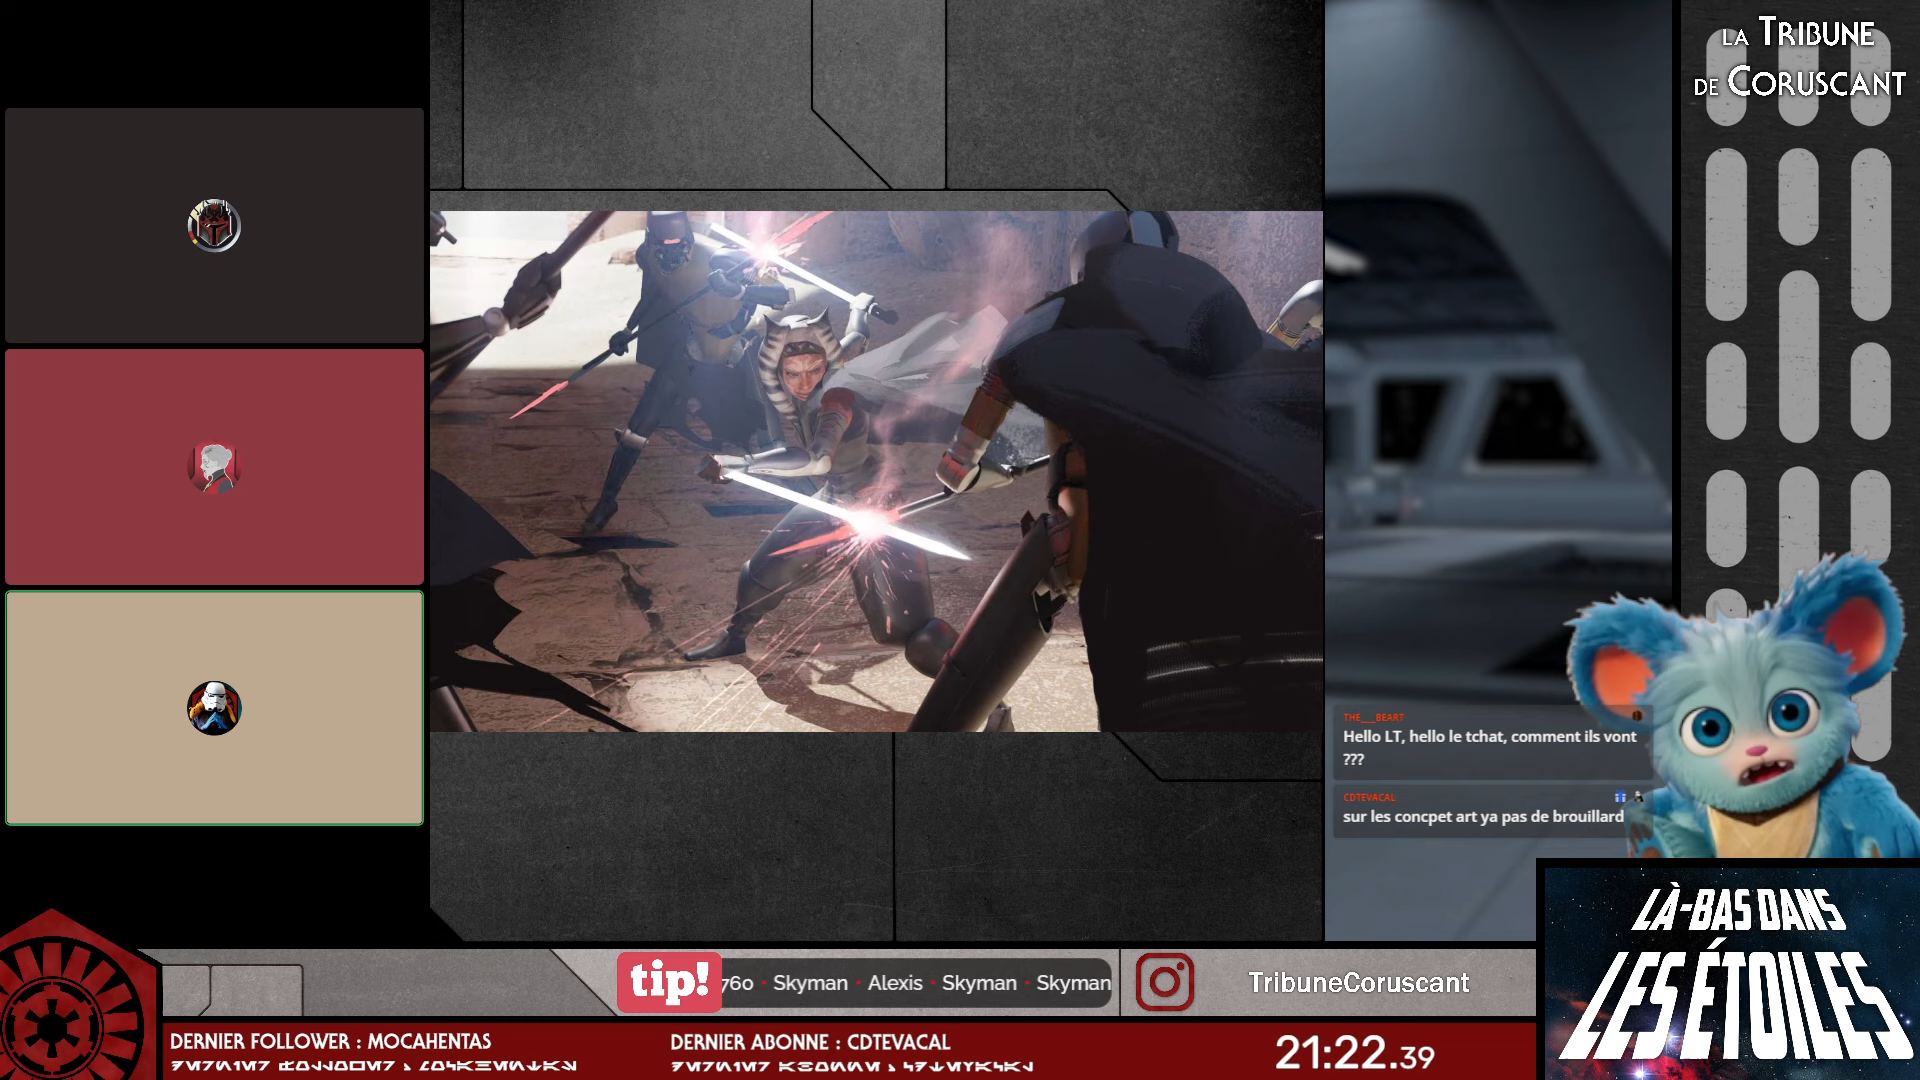 LA TRIBUNE
DE CORUSCANT
THE___BEART
Hello LT, hello le tchat, comment ils vont
???
CDTEVACAL
sur les concpet art ya pas de brouillard
LÀ-BAS DANS
LES ÉTOILES
tip! 760 • Skyman • Alexis • Skyman • Skyman
TribuneCoruscant
DERNIER FOLLOWER : MOCAHENTAS
DERNIER ABONNE : CDTEVACAL
21:22.39